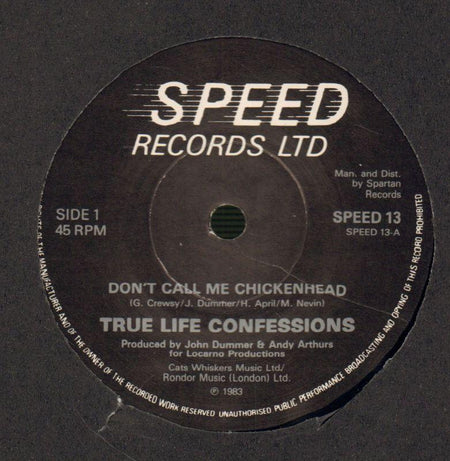 SPEED
RECORDS LTD
Man. and Dist.
by Spartan
Records
SIDE 1
45 RPM
SPEED 13
SPEED 13-A
DON'T CALL ME CHICKENHEAD
(G. Crewsy/J. Dummer/H. April/M. Nevin)
TRUE LIFE CONFESSIONS
Produced by John Dummer & Andy Arthurs
for Locarno Productions
Cats Whiskers Music Ltd/
Rondor Music (London) Ltd.
℗ 1983
OF THE MANUFACTURER AND OF THE OWNER OF THE RECORDED WORK RESERVED UNAUTHORISED PUBLIC PERFORMANCE BROADCASTING AND COPYING OF THIS RECORD PROHIBITED